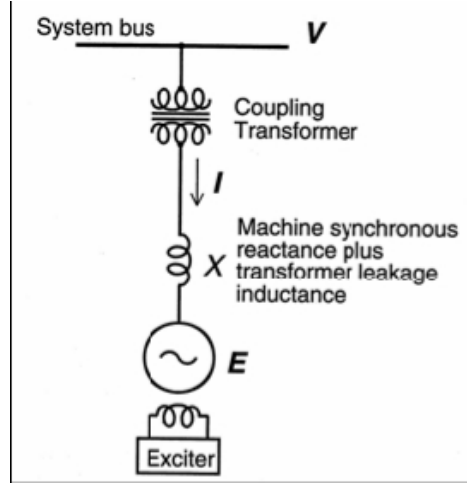 System bus
V
Coupling
Transformer
I
Machine synchronous
reactance plus
X
transformer leakage
inductance
E
Exciter